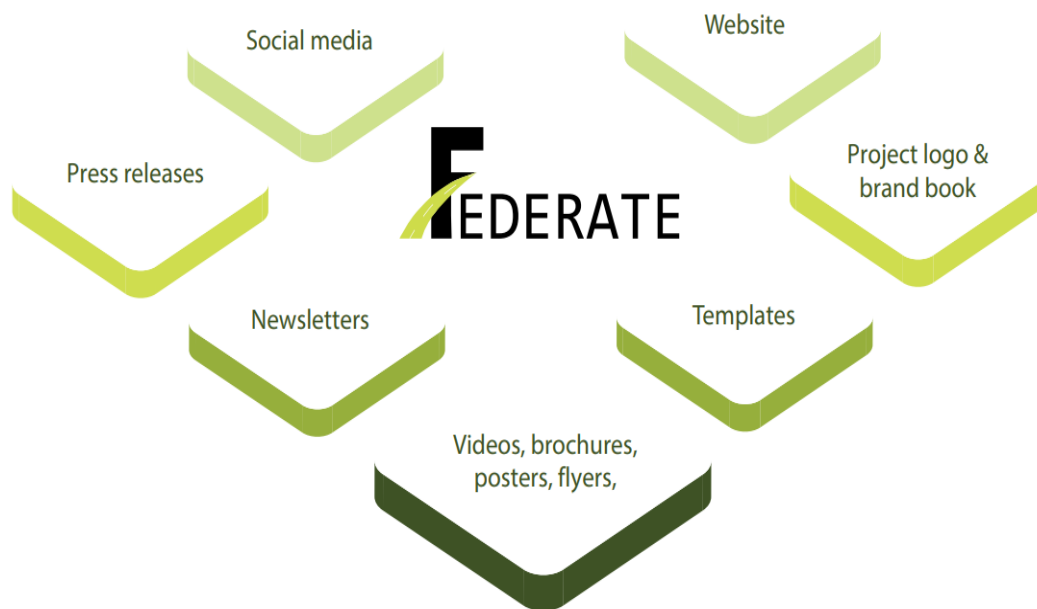 Social media
Website
Press releases
FEDERATE
Project logo &
brand book
Newsletters
Templates
Videos, brochures,
posters, flyers,